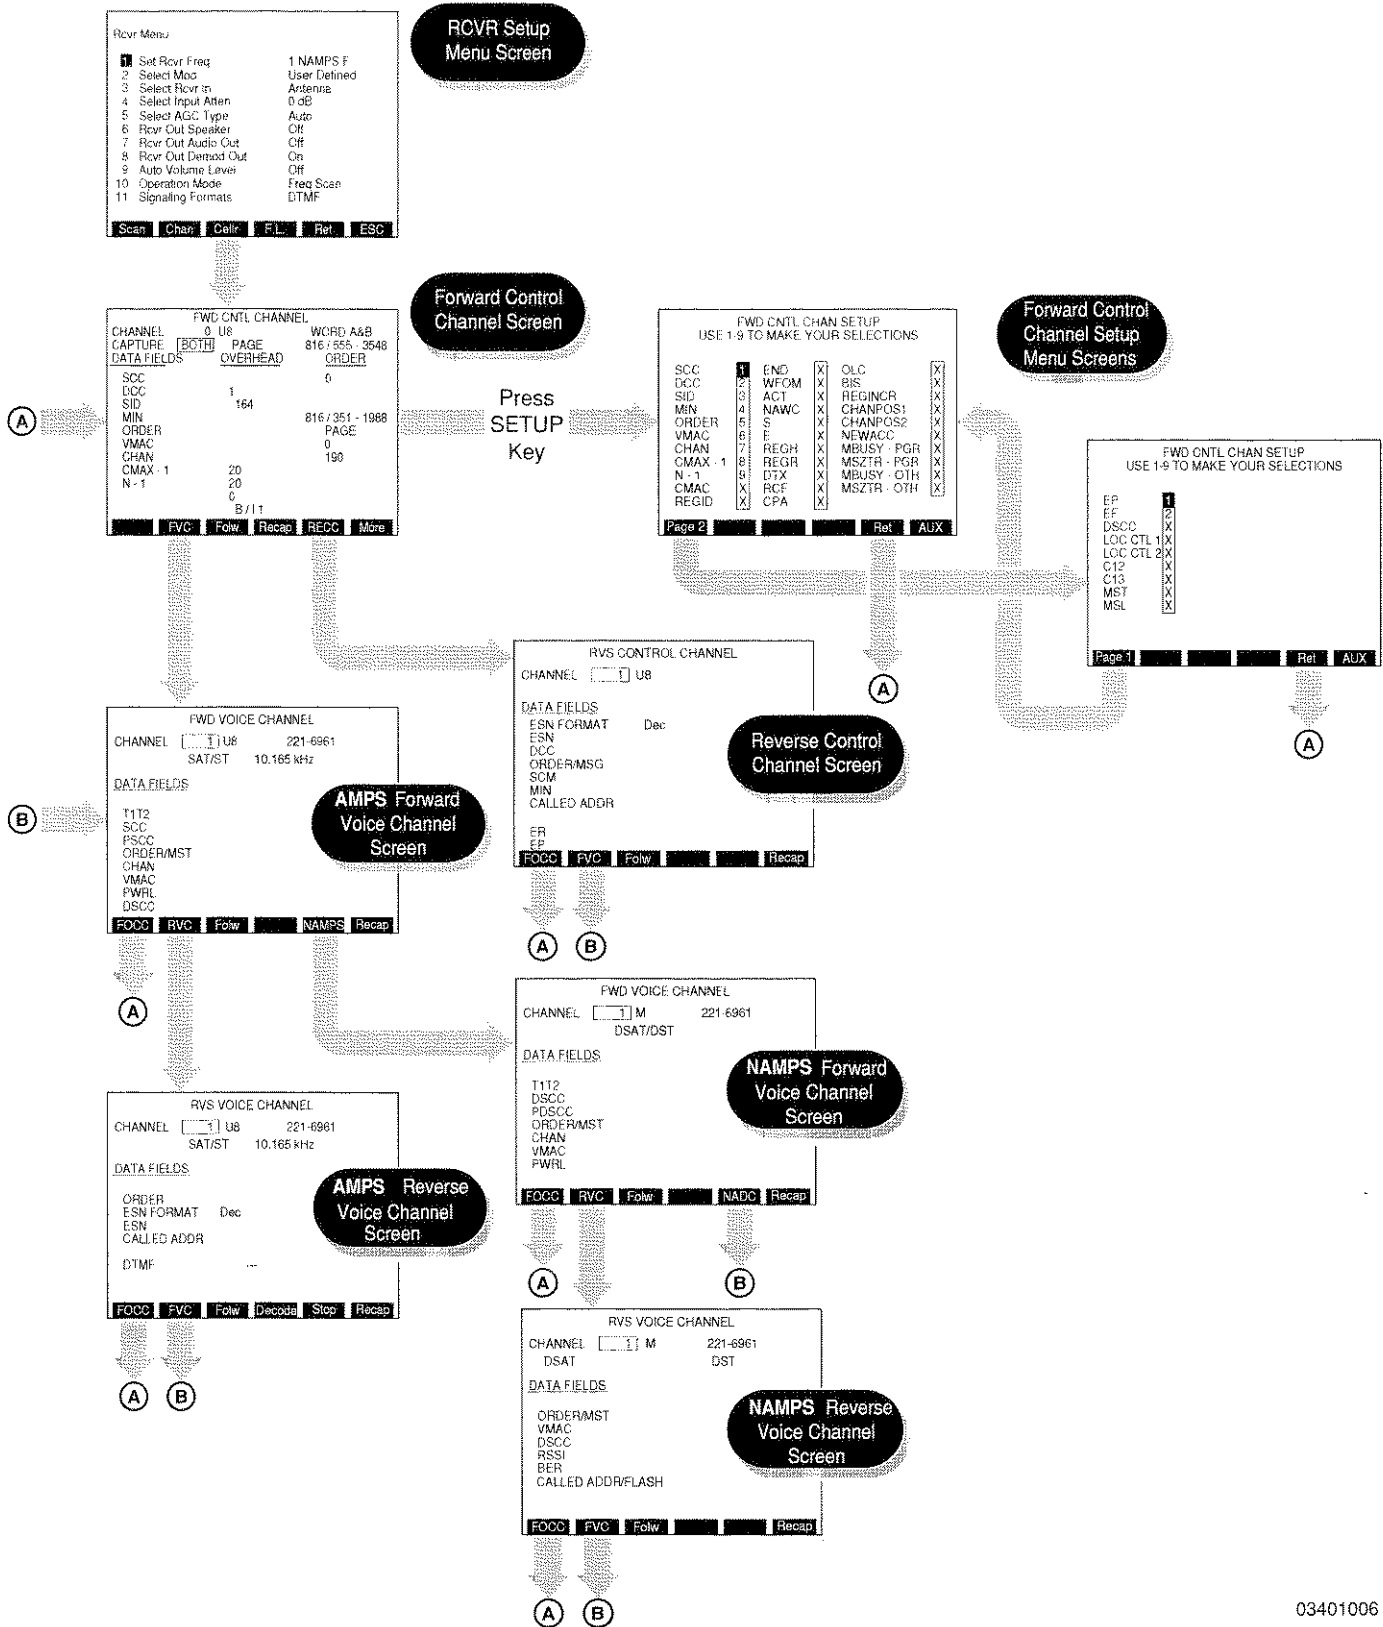 RCVR Setup
Menu Screen
Rcvr Menu
1 Set Rcvr Freq 1 NAMPS F
2 Select Mod User Defined
3 Select Rcvr In Antenna
4 Select Input Atten 0 dB
5 Select AGC Type Auto
6 Rcvr Out Speaker Off
7 Rcvr Out Audio Out Off
8 Rcvr Out Demod Out On
9 Auto Volume Level Off
10 Operation Mode Freq Scan
11 Signaling Formats DTMF
Scan Chan Cellr F.L. Ret ESC
Forward Control
Channel Screen
FWD CNTL CHANNEL
CHANNEL 0 U8 WORD A&B
CAPTURE BOTH PAGE 816 / 555 - 3548
DATA FIELDS OVERHEAD ORDER
SCC 0
DCC 1
SID 164
MIN 816 / 351 - 1988
ORDER PAGE
VMAC 0
CHAN 190
CMAX - 1 20
N - 1 20
0
B / I 1
FVC Folw Recap RECC More
A
Press
SETUP
Key
Forward Control
Channel Setup
Menu Screens
FWD CNTL CHAN SETUP
USE 1-9 TO MAKE YOUR SELECTIONS
SCC 1 END X OLC X
DCC 2 WFOM X BIS X
SID 3 ACT X REGINCR X
MIN 4 NAWC X CHANPOS1 X
ORDER 5 S X CHANPOS2 X
VMAC 6 E X NEWACC X
CHAN 7 REGH X MBUSY - PGR X
CMAX - 1 8 REGR X MSZTR - PGR X
N - 1 9 DTX X MBUSY - OTH X
CMAC X RCF X MSZTR - OTH X
REGID X CPA X
Page 2 Ret AUX
FWD CNTL CHAN SETUP
USE 1-9 TO MAKE YOUR SELECTIONS
EP 1
EF 2
DSCC X
LOC CTL 1 X
LOC CTL 2 X
C12 X
C13 X
MST X
MSL X
Page 1 Ret AUX
A
A
RVS CONTROL CHANNEL
CHANNEL 1 U8
DATA FIELDS
ESN FORMAT Dec
ESN
DCC
ORDER/MSG
SCM
MIN
CALLED ADDR
ER
EP
FOCC FVC Folw Recap
Reverse Control
Channel Screen
A B
FWD VOICE CHANNEL
CHANNEL 1 U8 221-6961
SAT/ST 10.165 kHz
DATA FIELDS
T1T2
SCC
PSCC
ORDER/MST
CHAN
VMAC
PWRL
DSCC
FOCC RVC Folw NAMPS Recap
AMPS Forward
Voice Channel
Screen
B
A
FWD VOICE CHANNEL
CHANNEL 1 M 221-6961
DSAT/DST
DATA FIELDS
T1T2
DSCC
PDSCC
ORDER/MST
CHAN
VMAC
PWRL
FOCC RVC Folw NADC Recap
NAMPS Forward
Voice Channel
Screen
A B
RVS VOICE CHANNEL
CHANNEL 1 U8 221-6961
SAT/ST 10.165 kHz
DATA FIELDS
ORDER
ESN FORMAT Dec
ESN
CALLED ADDR
DTMF --
FOCC FVC Folw Decode Stop Recap
AMPS Reverse
Voice Channel
Screen
A B
RVS VOICE CHANNEL
CHANNEL 1 M 221-6961
DSAT DST
DATA FIELDS
ORDER/MST
VMAC
DSCC
RSSI
BER
CALLED ADDR/FLASH
FOCC FVC Folw Recap
NAMPS Reverse
Voice Channel
Screen
A B
03401006